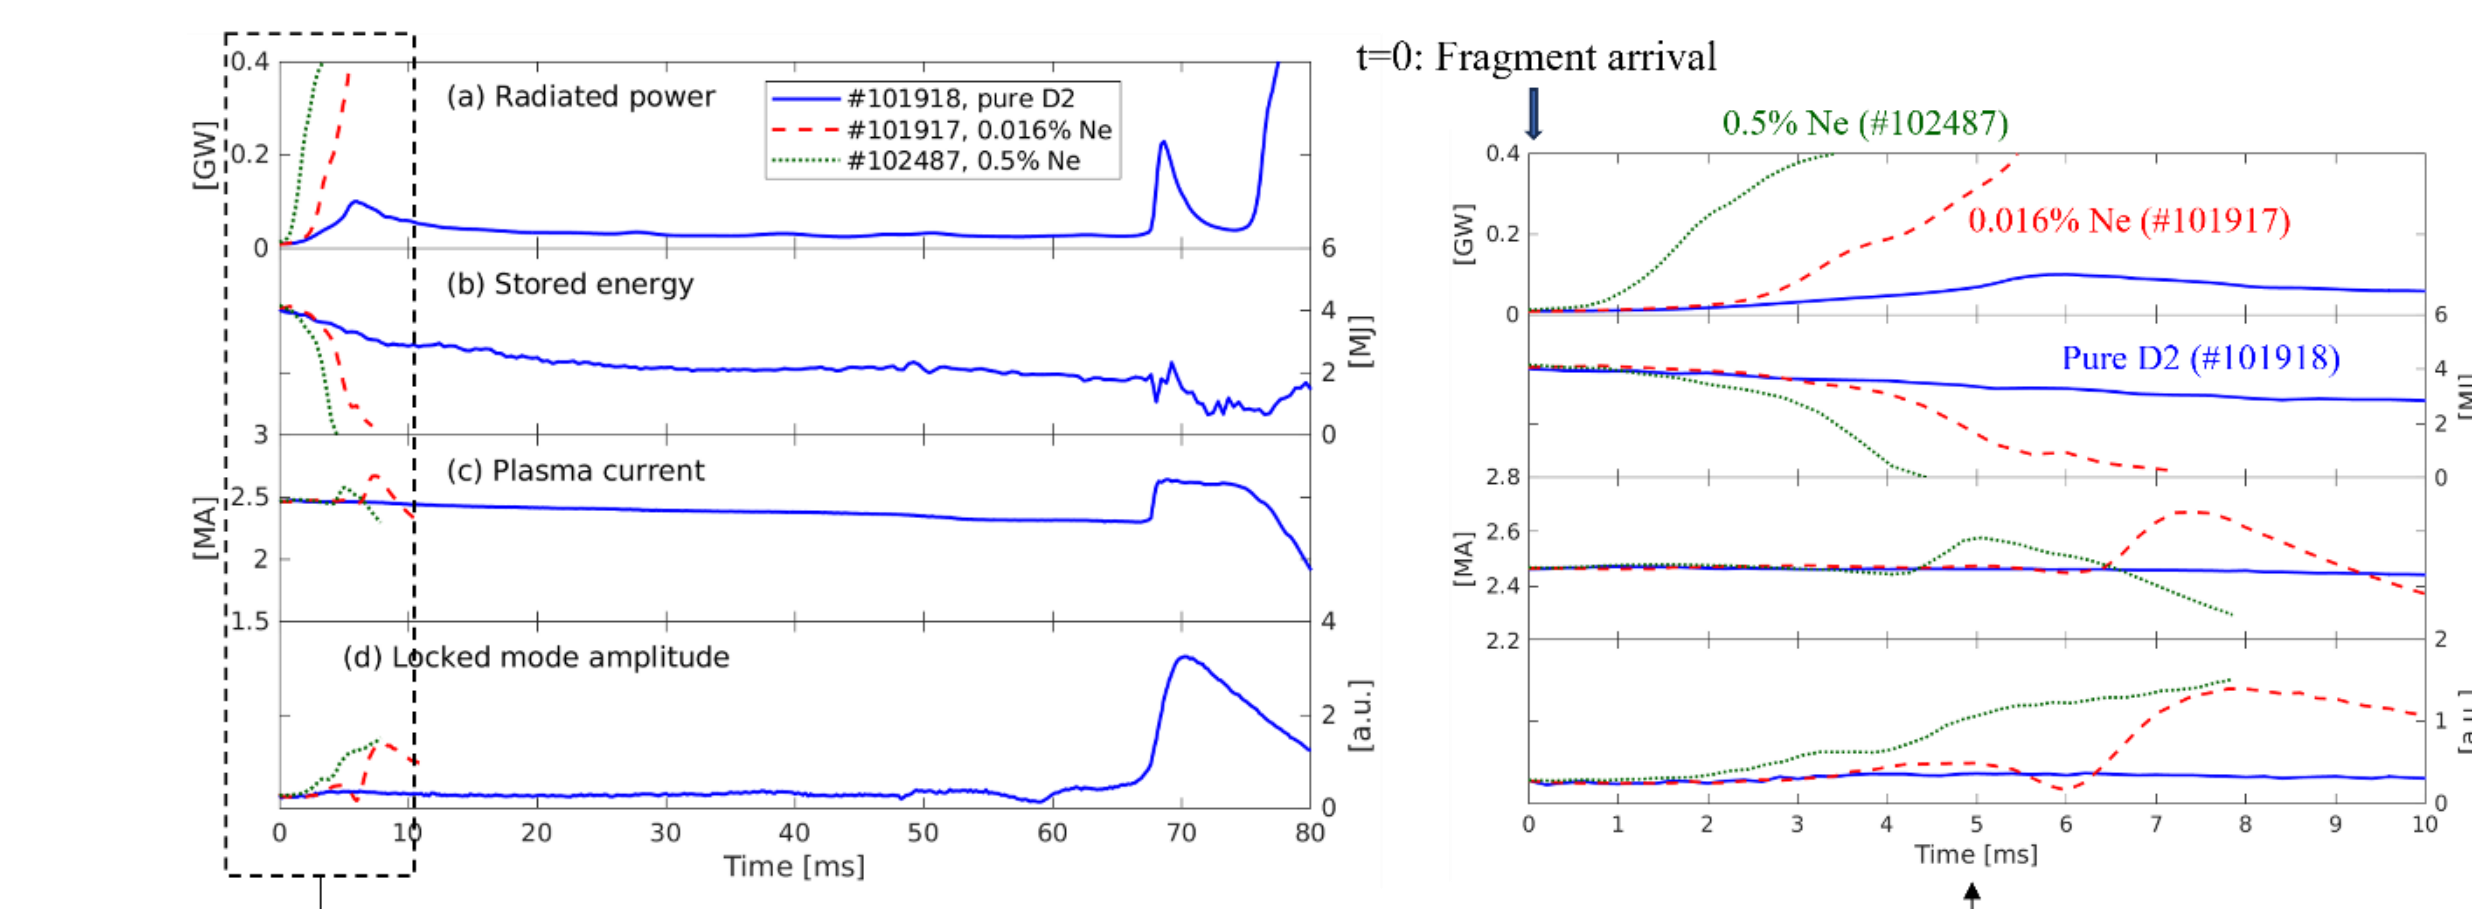 0.4
(a) Radiated power
#101918, pure D2
#101917, 0.016% Ne
#102487, 0.5% Ne
[GW]
0.2
0
6
(b) Stored energy
4
[MJ]
2
3
0
(c) Plasma current
2.5
[MA]
2
1.5
4
(d) Locked mode amplitude
[a.u.]
2
0
0 10 20 30 40 50 60 70 80
Time [ms]
t=0: Fragment arrival
0.5% Ne (#102487)
0.4
0.016% Ne (#101917)
[GW]
0.2
0
6
Pure D2 (#101918)
4
2
2.8
0
2.6
[MA]
2.4
2.2
2
1
0
0 1 2 3 4 5 6 7 8 9 10
Time [ms]